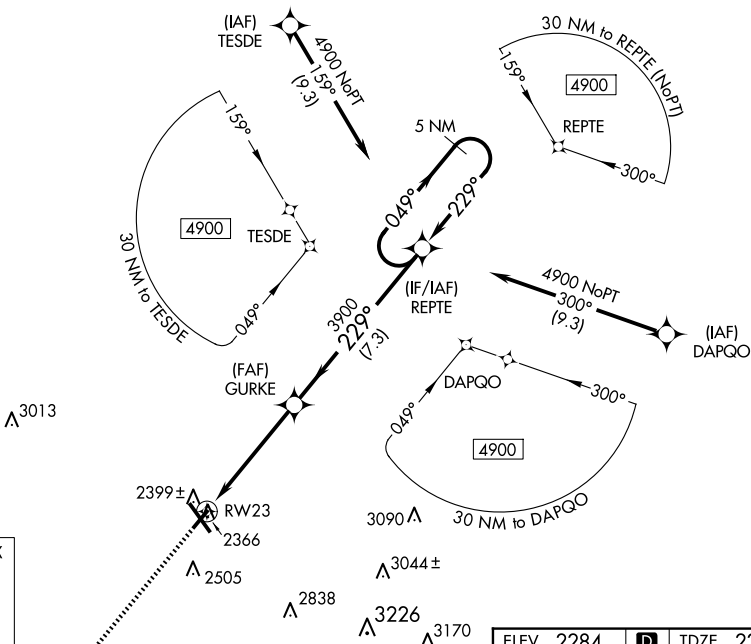 (IAF)
TESDE
4900 NoPT
159°
(9.3)
30 NM to REPTE (NoPT)
159°
4900
REPTE
300°
5 NM
049°
229°
159°
4900
TESDE
049°
30 NM to TESDE
(IF/IAF)
REPTE
4900 NoPT
300°
(9.3)
(IAF)
DAPQO
3900
229°
(7.3)
(FAF)
GURKE
DAPQO
300°
049°
4900
30 NM to DAPQO
3013
2399±
RW23
2366
2505
3090
3044±
2838
3226
3170
ELEV 2284 D TDZE